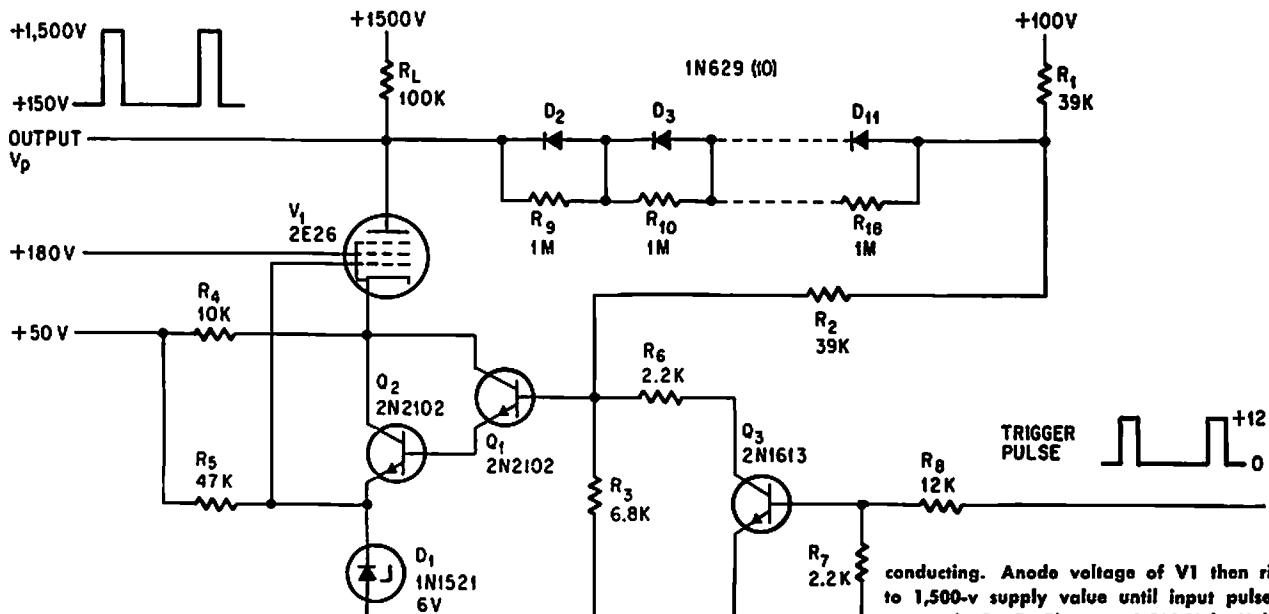 +1500V
+100V
+1,500V
RL
100K
1N629 (10)
R1
39K
+150V
D2
D3
D11
OUTPUT
Vp
R9
1M
R10
1M
R18
1M
V1
2E26
+180V
R4
10K
R2
39K
+50V
R6
2.2K
Q2
2N2102
Q3
2N1613
TRIGGER
PULSE
+12
0
R5
47K
Q1
2N2102
R8
12K
R3
6.8K
D1
1N1521
6V
R7
2.2K
conducting. Anode voltage of V1 then ri
to 1,500-v supply value until input pulse